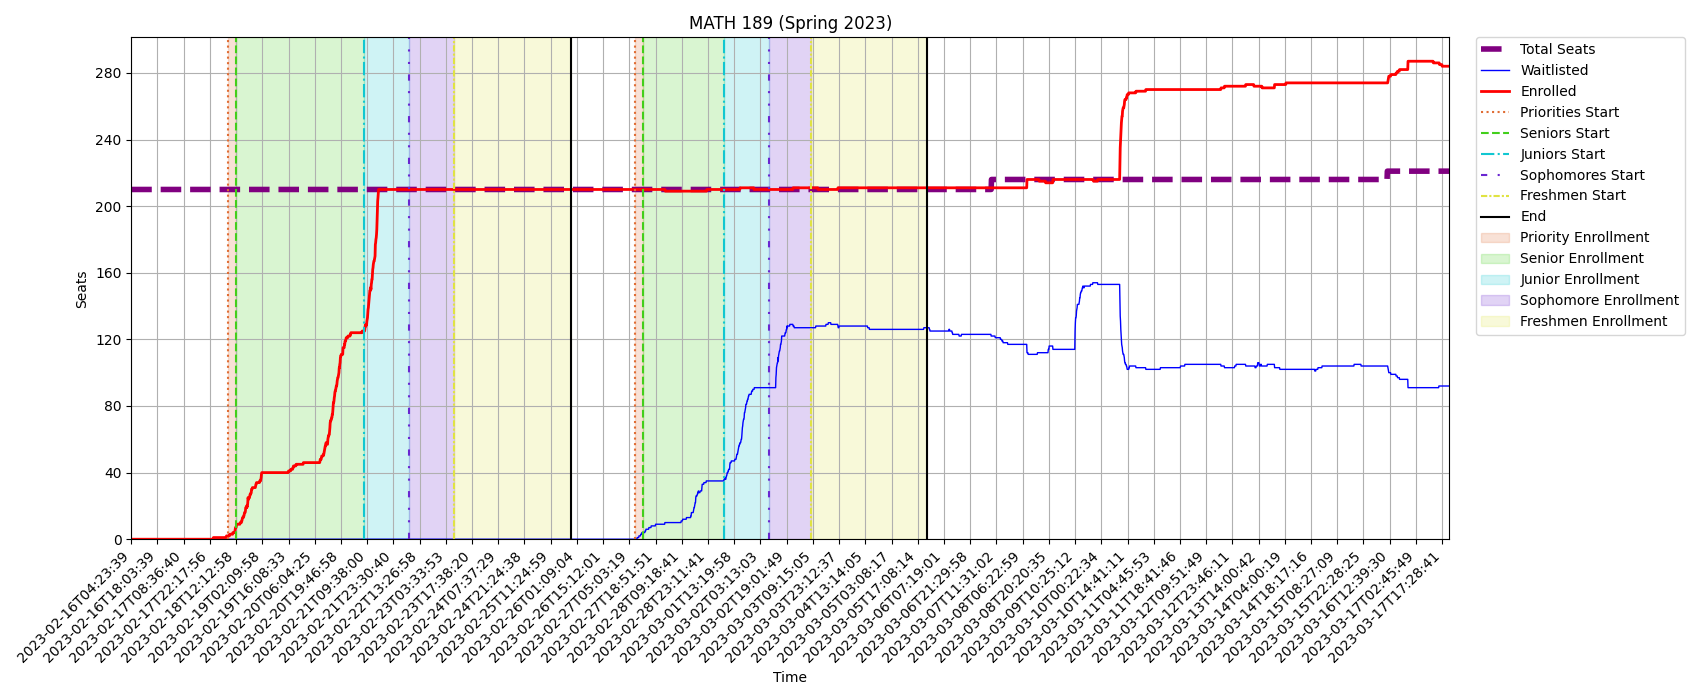 MATH 189 (Spring 2023)
Total Seats
Waitlisted
Enrolled
Priorities Start
Seniors Start
Juniors Start
Sophomores Start
Freshmen Start
End
Priority Enrollment
Senior Enrollment
Junior Enrollment
Sophomore Enrollment
Freshmen Enrollment
Seats
280
240
200
160
120
80
40
0
2023-02-16T04:23:39
2023-02-16T18:03:39
2023-02-17T08:36:40
2023-02-17T22:17:56
2023-02-18T12:12:58
2023-02-19T02:09:58
2023-02-19T16:08:33
2023-02-20T06:04:25
2023-02-20T19:46:58
2023-02-21T09:38:00
2023-02-21T23:30:40
2023-02-22T13:26:58
2023-02-23T03:33:53
2023-02-23T17:38:20
2023-02-24T07:37:29
2023-02-24T21:24:38
2023-02-25T11:24:59
2023-02-26T01:09:04
2023-02-26T15:12:01
2023-02-27T05:03:19
2023-02-27T18:51:51
2023-02-28T09:18:41
2023-02-28T23:11:41
2023-03-01T13:19:58
2023-03-02T03:13:03
2023-03-02T19:01:49
2023-03-03T09:15:05
2023-03-03T23:12:37
2023-03-04T13:14:05
2023-03-05T03:08:17
2023-03-05T17:08:14
2023-03-06T07:19:01
2023-03-06T21:29:58
2023-03-07T11:31:02
2023-03-08T06:22:59
2023-03-08T20:20:35
2023-03-09T10:25:12
2023-03-10T00:22:34
2023-03-10T14:41:11
2023-03-11T04:45:53
2023-03-11T18:41:46
2023-03-12T09:51:49
2023-03-12T23:46:11
2023-03-13T14:00:42
2023-03-14T04:00:19
2023-03-14T18:17:16
2023-03-15T08:27:09
2023-03-15T22:28:25
2023-03-16T12:39:30
2023-03-17T02:45:49
2023-03-17T17:28:41
Time